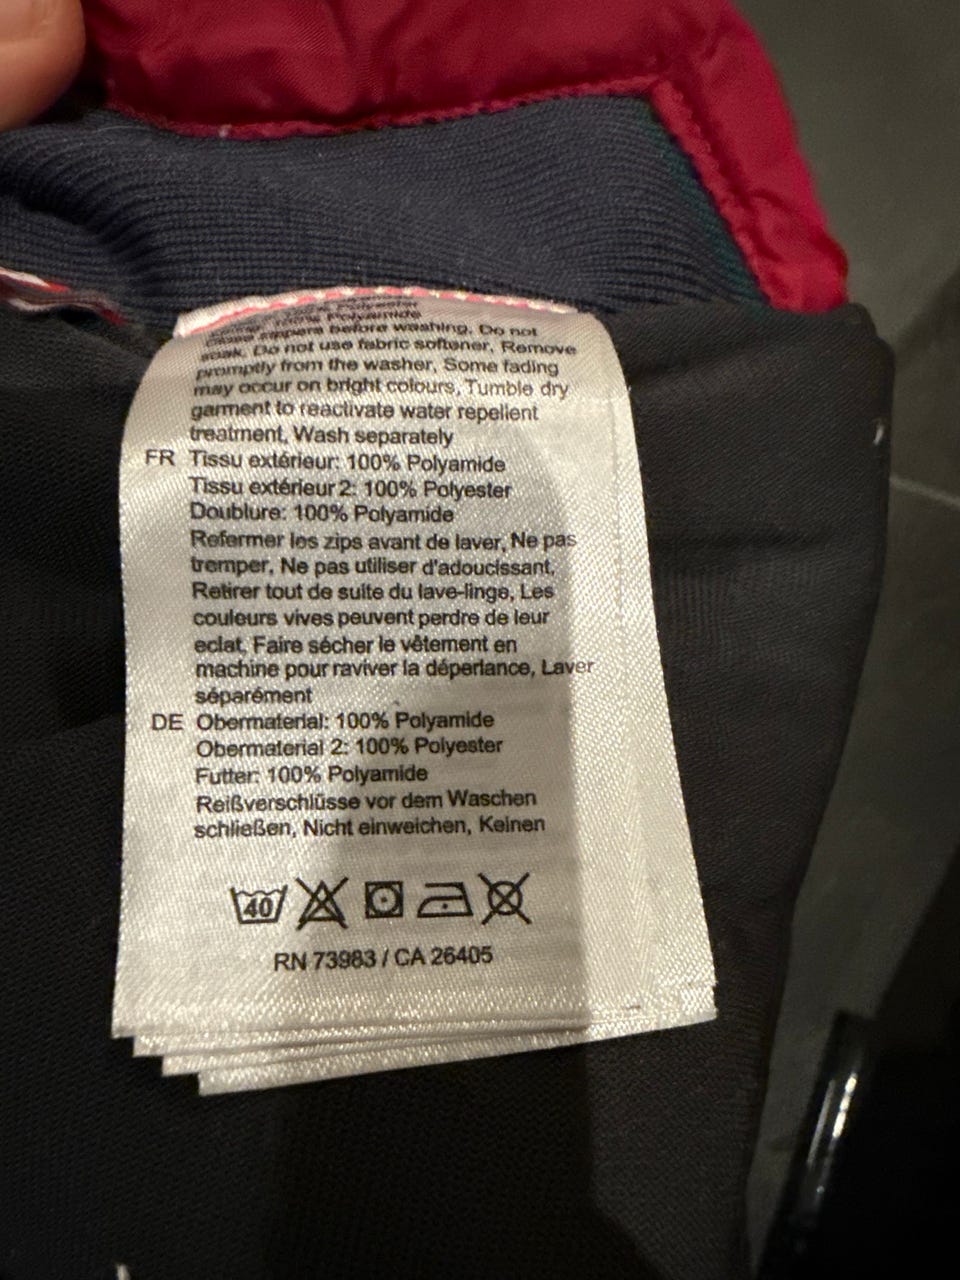 100% Polyamide
before washing, Do not
soak, Do not use fabric softener, Remove
promptly from the washer, Some fading
may occur on bright colours, Tumble dry
garment to reactivate water repellent
treatment, Wash separately
FR Tissu extérieur: 100% Polyamide
Tissu extérieur 2: 100% Polyester
Doublure: 100% Polyamide
Refermer les zips avant de laver, Ne pas
tremper, Ne pas utiliser d'adoucissant,
Retirer tout de suite du lave-linge, Les
couleurs vives peuvent perdre de leur
eclat, Faire sécher le vêtement en
machine pour raviver la déperlance, Laver
séparément
DE Obermaterial: 100% Polyamide
Obermaterial 2: 100% Polyester
Futter: 100% Polyamide
Reißverschlüsse vor dem Waschen
schließen, Nicht einweichen, Keinen
40
RN 73983 / CA 26405